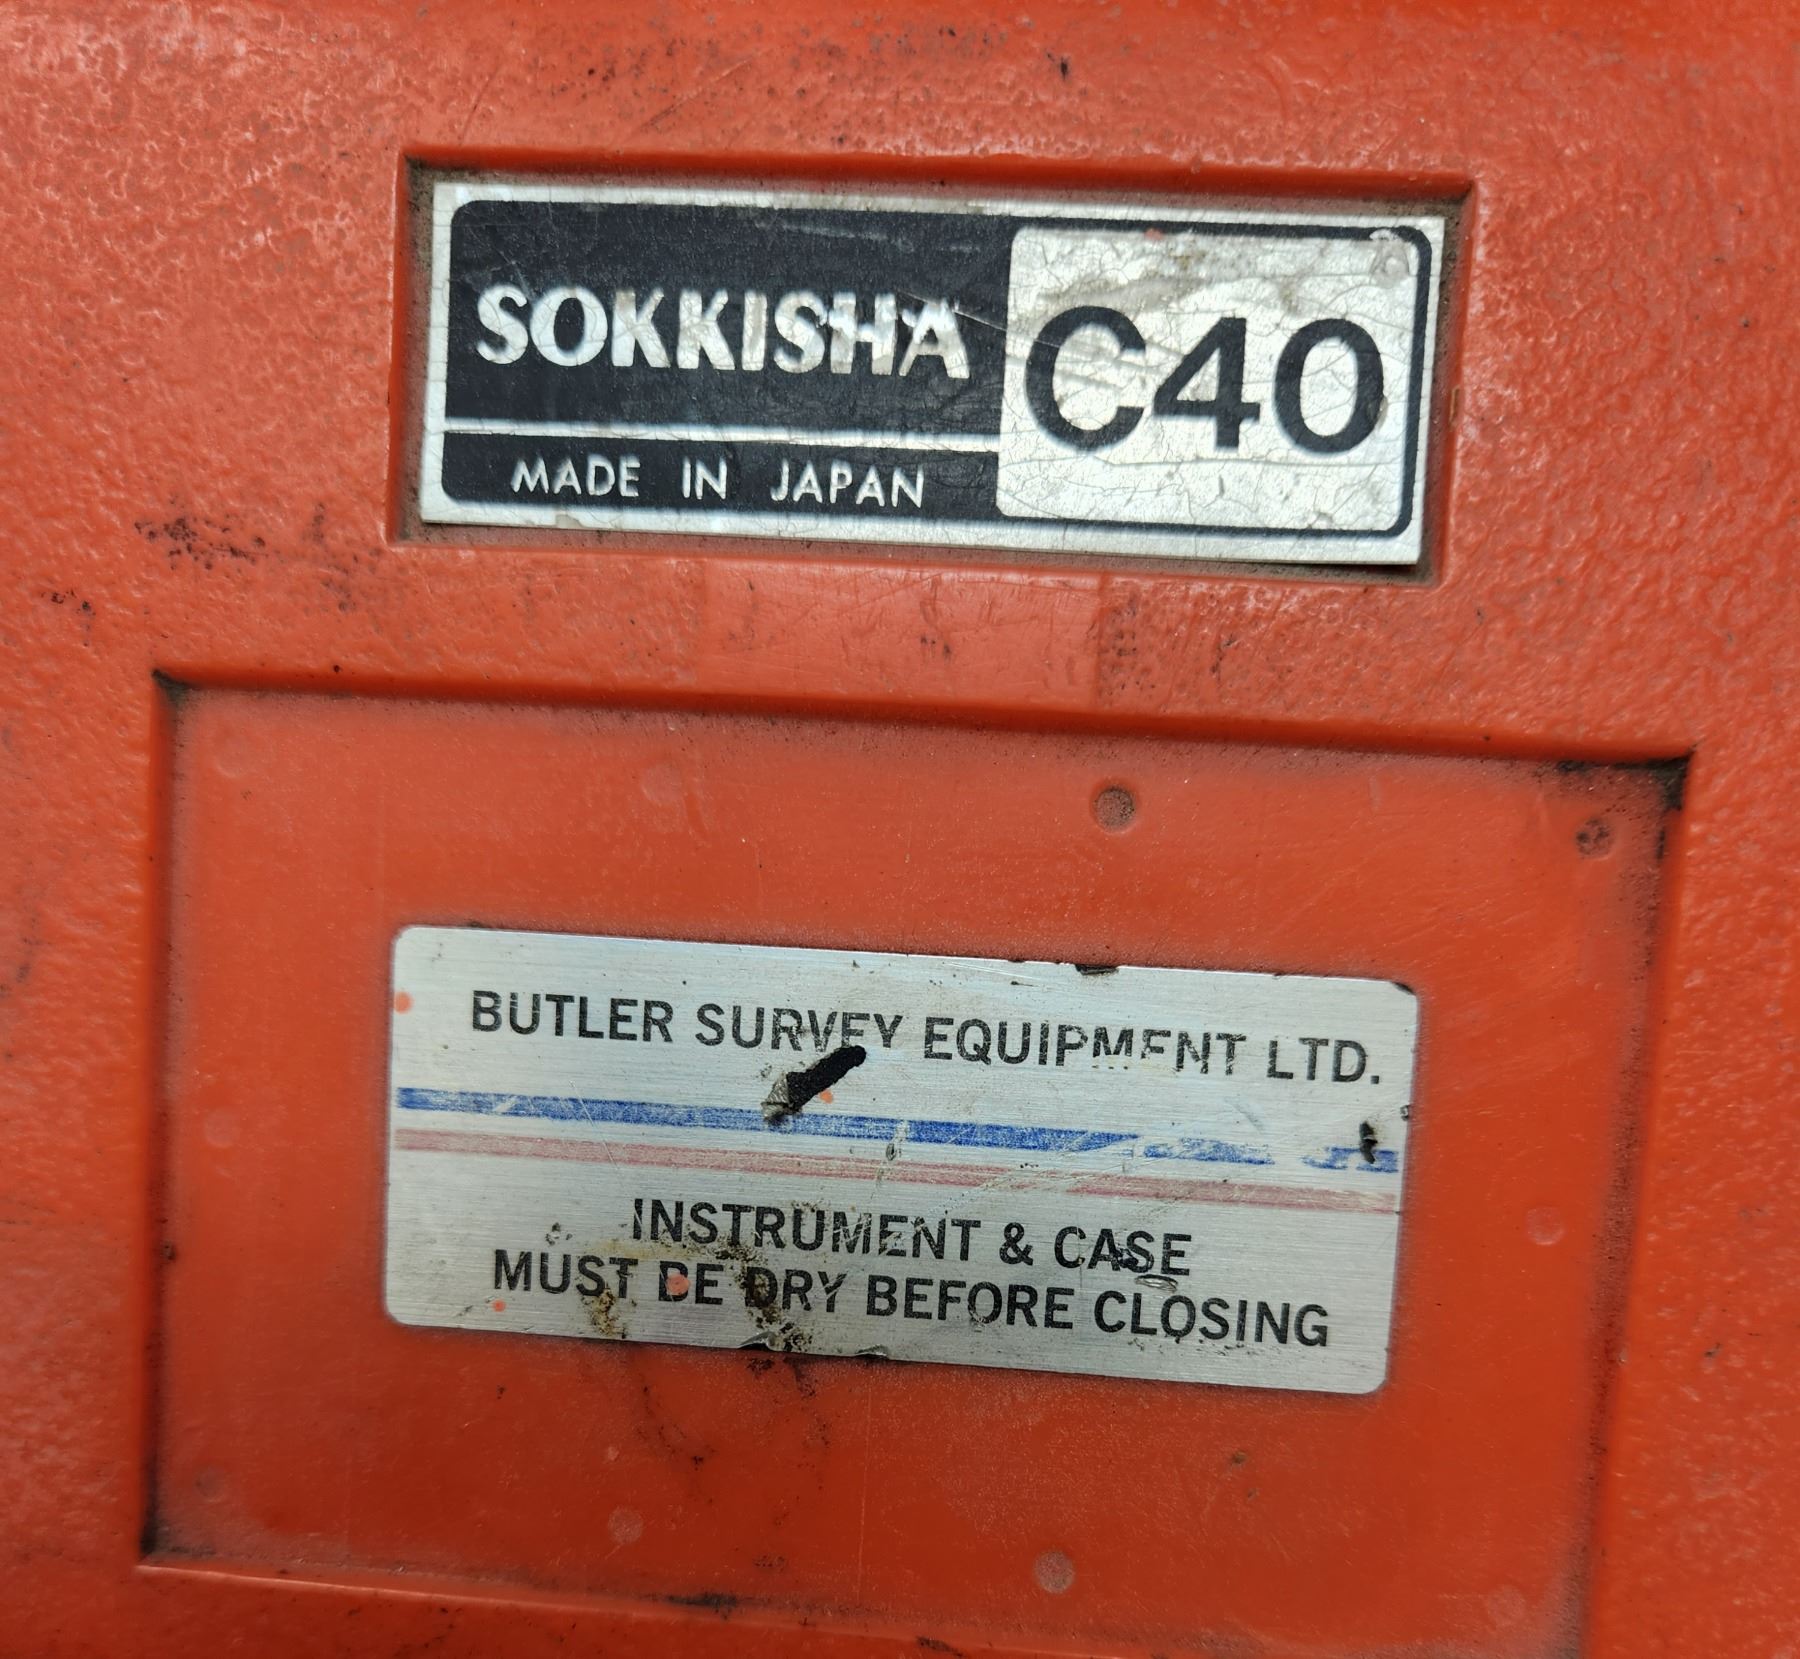 SOKKISHA
C40
MADE IN JAPAN
BUTLER SURVEY EQUIPMENT LTD.
INSTRUMENT & CASE
MUST BE DRY BEFORE CLOSING